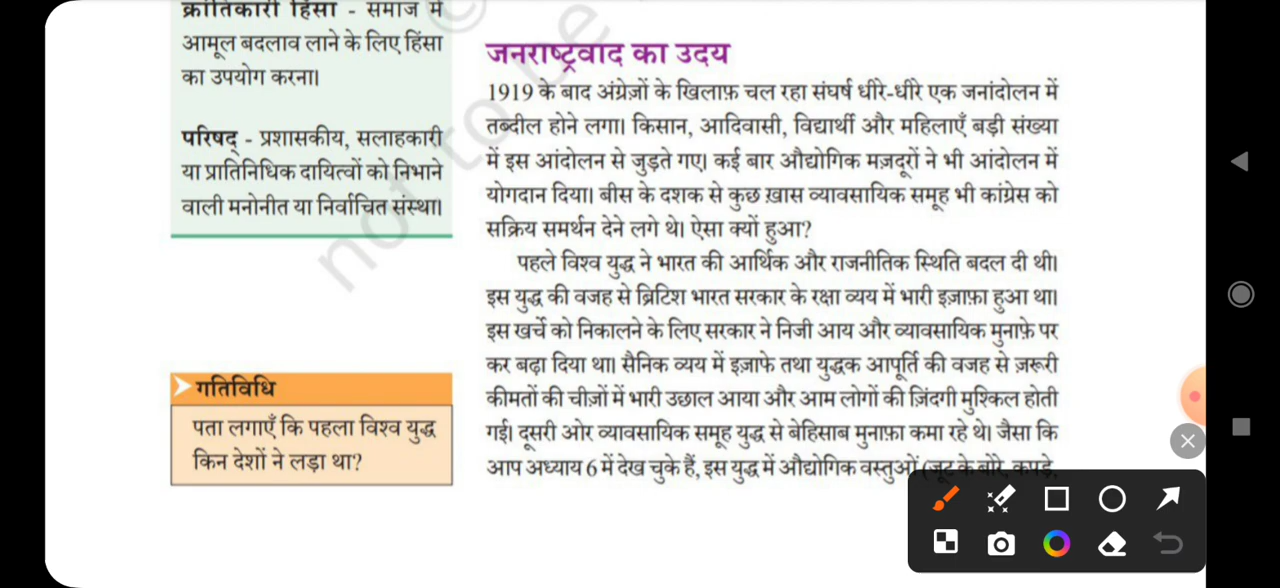 क्रांतिकारी हिंसा - समाज में
आमूल बदलाव लाने के लिए हिंसा
का उपयोग करना।
परिषद् - प्रशासकीय, सलाहकारी
या प्रातिनिधिक दायित्वों को निभाने
वाली मनोनीत या निर्वाचित संस्था।
गतिविधि
पता लगाएँ कि पहला विश्व युद्ध
किन देशों ने लड़ा था?
जनराष्ट्रवाद का उदय
1919 के बाद अंग्रेज़ों के खिलाफ़ चल रहा संघर्ष धीरे-धीरे एक जनांदोलन में
तब्दील होने लगा। किसान, आदिवासी, विद्यार्थी और महिलाएँ बड़ी संख्या
में इस आंदोलन से जुड़ते गए। कई बार औद्योगिक मज़दूरों ने भी आंदोलन में
योगदान दिया। बीस के दशक से कुछ ख़ास व्यावसायिक समूह भी कांग्रेस को
सक्रिय समर्थन देने लगे थे। ऐसा क्यों हुआ?
पहले विश्व युद्ध ने भारत की आर्थिक और राजनीतिक स्थिति बदल दी थी।
इस युद्ध की वजह से ब्रिटिश भारत सरकार के रक्षा व्यय में भारी इज़ाफ़ा हुआ था।
इस खर्चे को निकालने के लिए सरकार ने निजी आय और व्यावसायिक मुनाफ़े पर
कर बढ़ा दिया था। सैनिक व्यय में इज़ाफे तथा युद्धक आपूर्ति की वजह से ज़रूरी
कीमतों की चीज़ों में भारी उछाल आया और आम लोगों की ज़िंदगी मुश्किल होती
गई। दूसरी ओर व्यावसायिक समूह युद्ध से बेहिसाब मुनाफ़ा कमा रहे थे। जैसा कि
आप अध्याय 6 में देख चुके हैं, इस युद्ध में औद्योगिक वस्तुओं (जूट के बोरे, कपड़े,
not to be
©